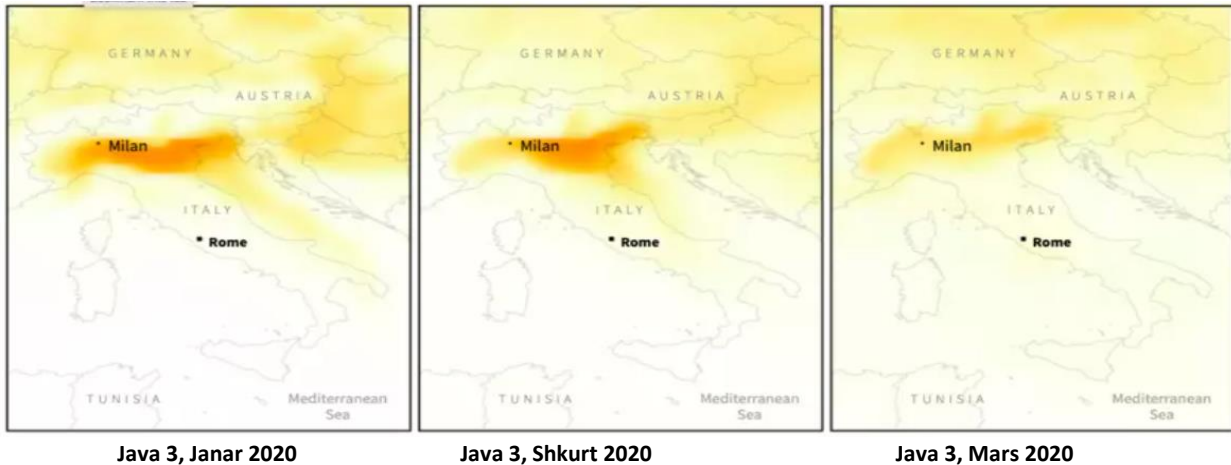 GERMANY
AUSTRIA
Milan
ITALY
Rome
TUNISIA
Mediterranean
Sea
GERMANY
AUSTRIA
Milan
ITALY
Rome
TUNISIA
Mediterranean
Sea
GERMANY
AUSTRIA
Milan
ITALY
Rome
TUNISIA
Mediterranean
Sea
Java 3, Janar 2020
Java 3, Shkurt 2020
Java 3, Mars 2020